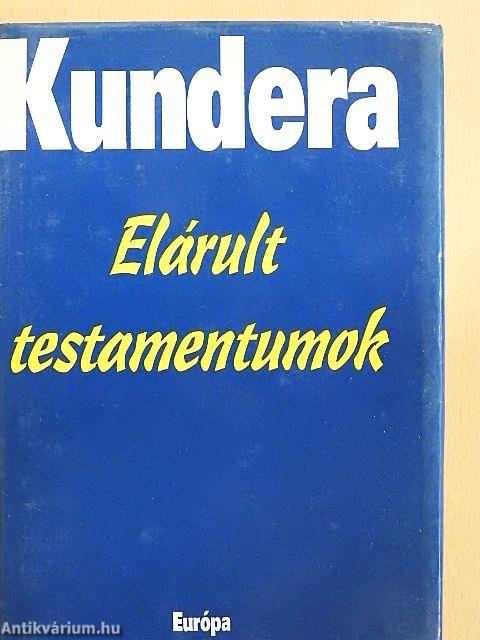 Kundera
Elárult
testamentumok
Európa
Antikvárium.hu